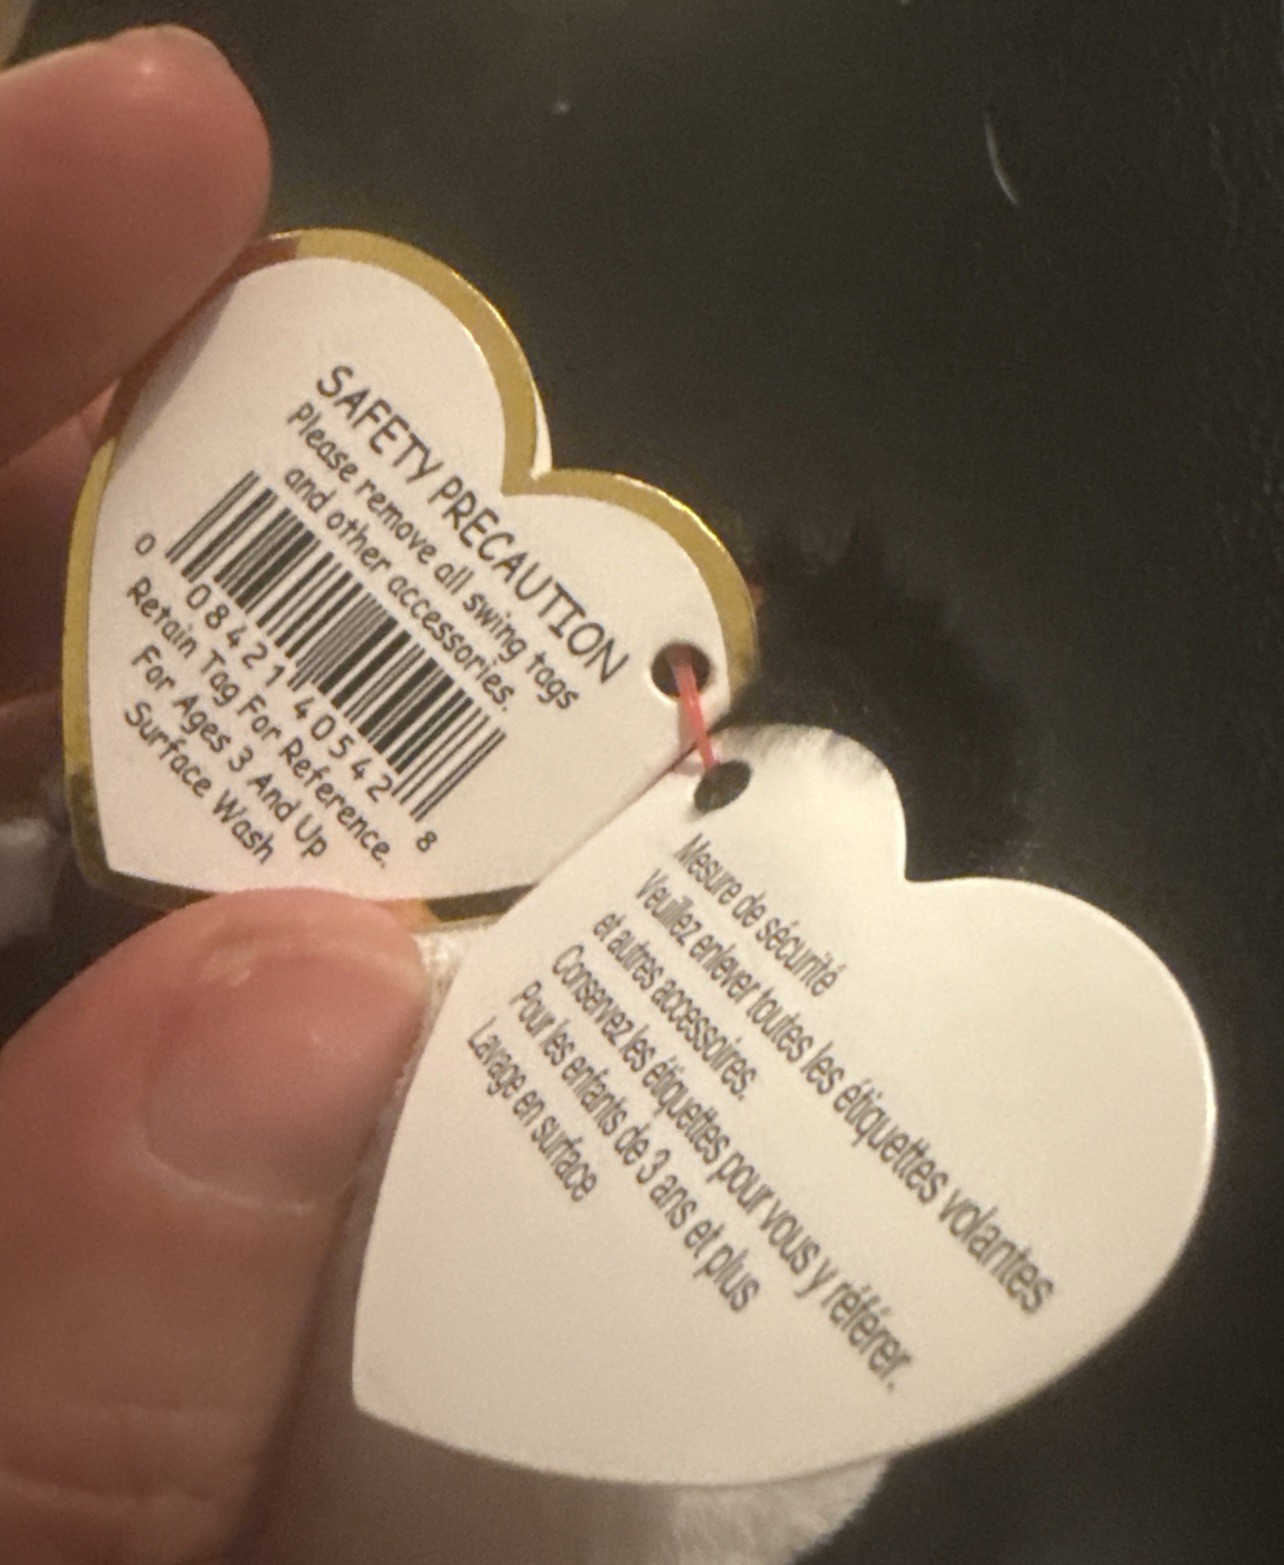 SAFETY PRECAUTION
Please remove all swing tags
and other accessories.
0 08421 40542 8
Retain Tag For Reference.
For Ages 3 And Up
Surface Wash
Mesure de sécurité
Veuillez enlever toutes les étiquettes volantes
et autres accessoires.
Conservez les étiquettes pour vous y référer.
Pour les enfants de 3 ans et plus
Lavage en surface